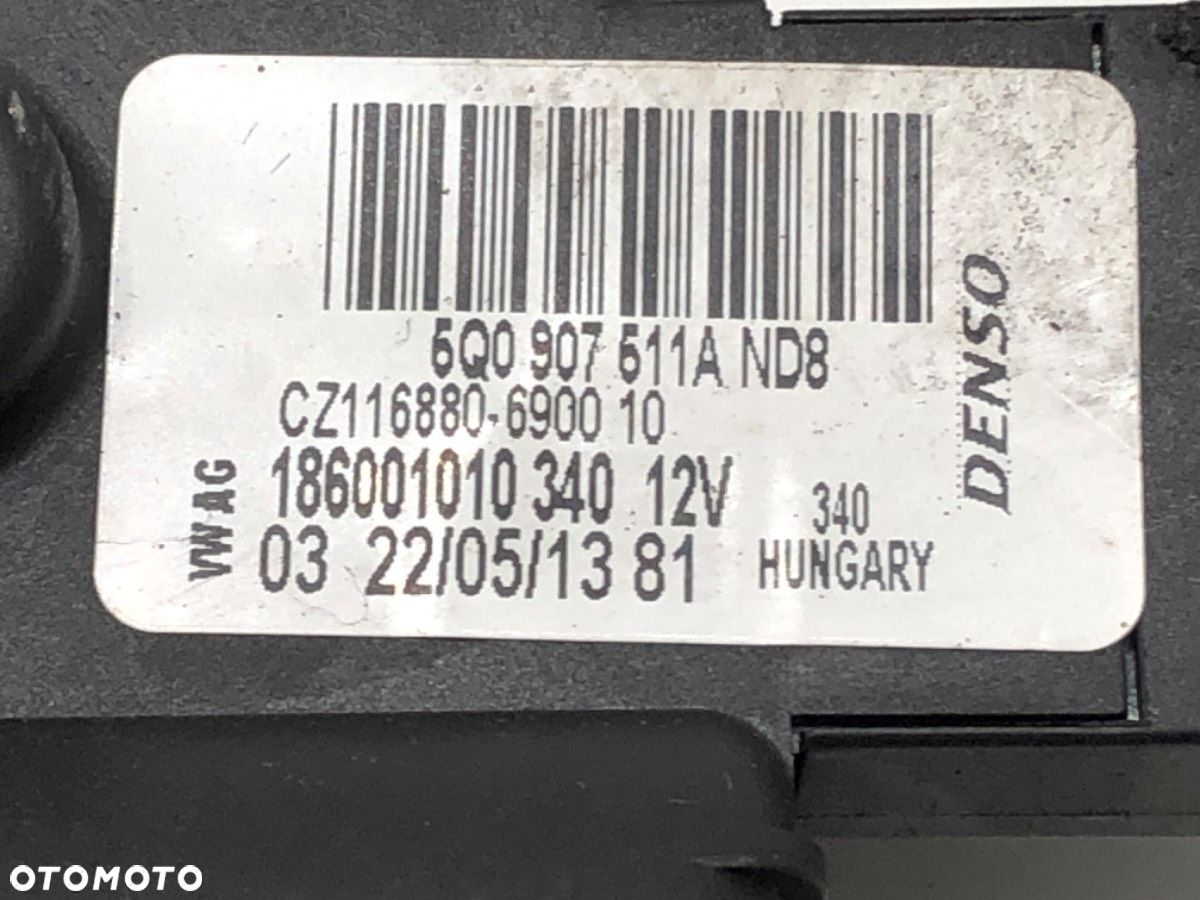 5Q0 907 511A ND8
CZ116880-6900 10
186001010 340 12V
03 22/05/13 81
340
HUNGARY
VW AG
DENSO
OTOMOTO